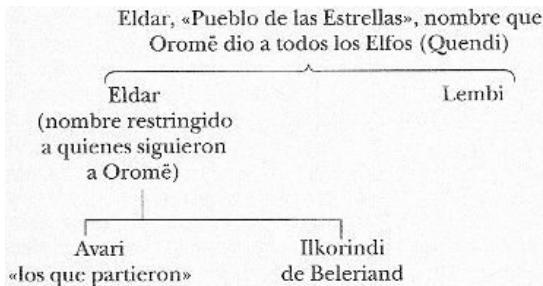 Eldar, «Pueblo de las Estrellas», nombre que
Oromë dio a todos los Elfos (Quendi)
Eldar
(nombre restringido
a quienes siguieron
a Oromë)
Lembi
Avari
«los que partieron»
Ilkorindi
de Beleriand